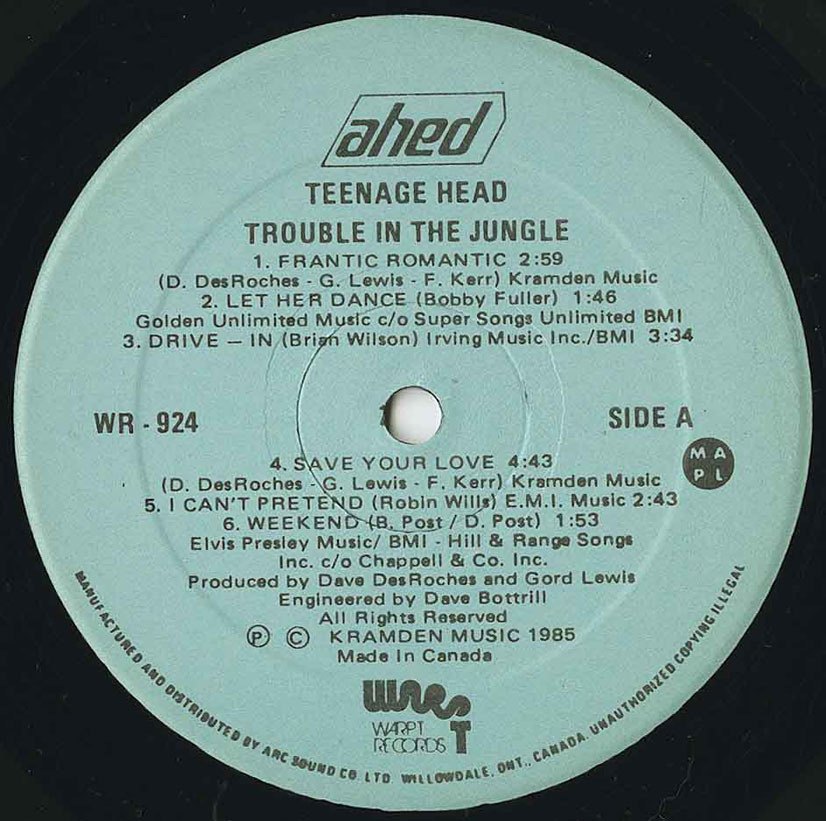 ahed
TEENAGE HEAD
TROUBLE IN THE JUNGLE
1. FRANTIC ROMANTIC 2:59
(D. DesRoches - G. Lewis - F. Kerr) Kramden Music
2. LET HER DANCE (Bobby Fuller) 1:46
Golden Unlimited Music c/o Super Songs Unlimited BMI
3. DRIVE — IN (Brian Wilson) Irving Music Inc./BMI 3:34
WR - 924
SIDE A
M A
P L
4. SAVE YOUR LOVE 4:43
(D. DesRoches - G. Lewis - F. Kerr) Kramden Music
5. I CAN'T PRETEND (Robin Wills) E.M.I. Music 2:43
6. WEEKEND (B. Post / D. Post) 1:53
Elvis Presley Music/ BMI - Hill & Range Songs
Inc. c/o Chappell & Co. Inc.
Produced by Dave DesRoches and Gord Lewis
Engineered by Dave Bottrill
All Rights Reserved
Ⓟ © KRAMDEN MUSIC 1985
Made In Canada
WARPT
RECORDS
MANUFACTURED AND DISTRIBUTED BY ARC SOUND CO. LTD. WILLOWDALE, ONT., CANADA. UNAUTHORIZED COPYING ILLEGAL